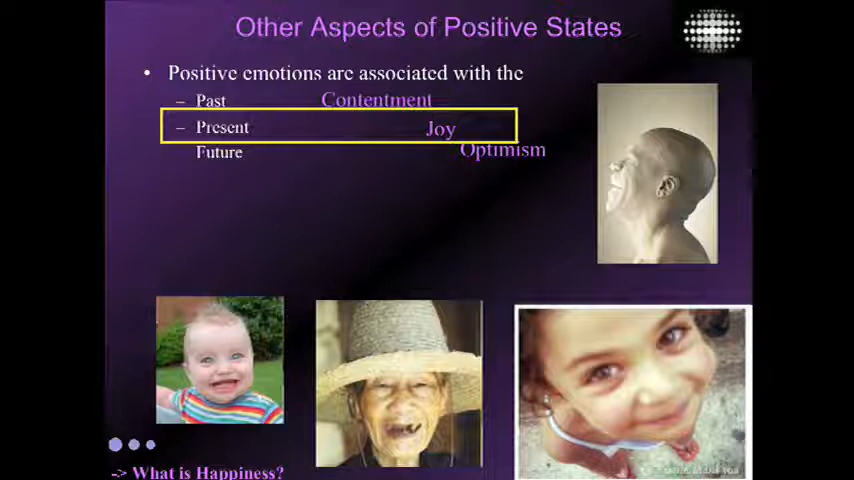 Other Aspects of Positive States
• Positive emotions are associated with the
– Past Contentment
– Present Joy
Future Optimism
-> What is Happiness?